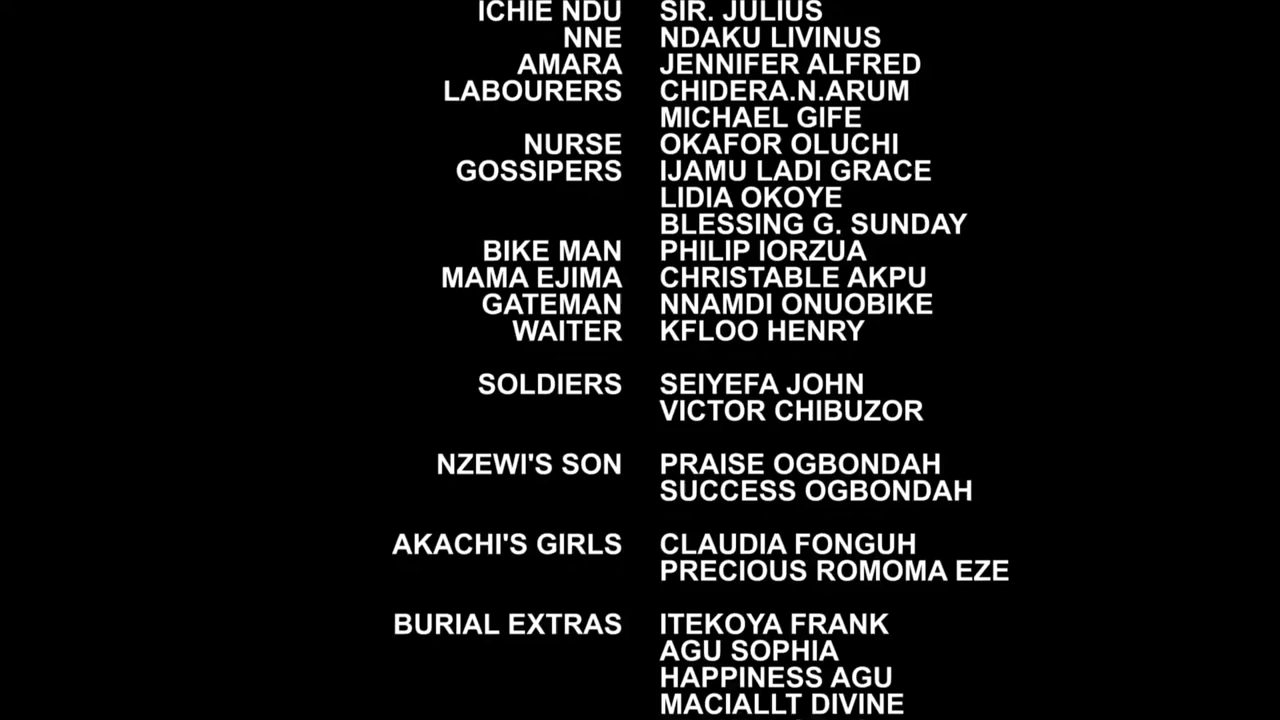 ICHIE NDU SIR. JULIUS
NNE NDAKU LIVINUS
AMARA JENNIFER ALFRED
LABOURERS CHIDERA.N.ARUM
MICHAEL GIFE
NURSE OKAFOR OLUCHI
GOSSIPERS IJAMU LADI GRACE
LIDIA OKOYE
BLESSING G. SUNDAY
BIKE MAN PHILIP IORZUA
MAMA EJIMA CHRISTABLE AKPU
GATEMAN NNAMDI ONUOBIKE
WAITER KFLOO HENRY
SOLDIERS SEIYEFA JOHN
VICTOR CHIBUZOR
NZEWI'S SON PRAISE OGBONDAH
SUCCESS OGBONDAH
AKACHI'S GIRLS CLAUDIA FONGUH
PRECIOUS ROMOMA EZE
BURIAL EXTRAS ITEKOYA FRANK
AGU SOPHIA
HAPPINESS AGU
MACIALLT DIVINE